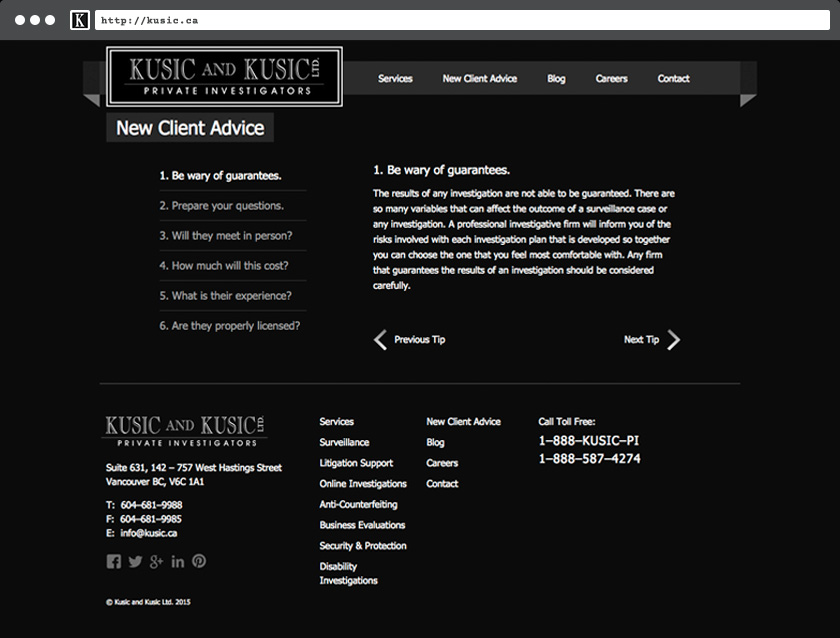 K http://kusic.ca
KUSIC AND KUSIC LTD.
PRIVATE INVESTIGATORS
Services New Client Advice Blog Careers Contact
New Client Advice
1. Be wary of guarantees.
2. Prepare your questions.
3. Will they meet in person?
4. How much will this cost?
5. What is their experience?
6. Are they properly licensed?
1. Be wary of guarantees.
The results of any investigation are not able to be guaranteed. There are
so many variables that can affect the outcome of a surveillance case or
any investigation. A professional investigative firm will inform you of the
risks involved with each investigation plan that is developed so together
you can choose the one that you feel most comfortable with. Any firm
that guarantees the results of an investigation should be considered
carefully.
Previous Tip Next Tip
KUSIC AND KUSIC LTD.
PRIVATE INVESTIGATORS
Suite 631, 142 – 757 West Hastings Street
Vancouver BC, V6C 1A1
T: 604–681–9988
F: 604–681–9985
E: info@kusic.ca
© Kusic and Kusic Ltd. 2015
Services
Surveillance
Litigation Support
Online Investigations
Anti-Counterfeiting
Business Evaluations
Security & Protection
Disability
Investigations
New Client Advice
Blog
Careers
Contact
Call Toll Free:
1–888–KUSIC–PI
1–888–587–4274